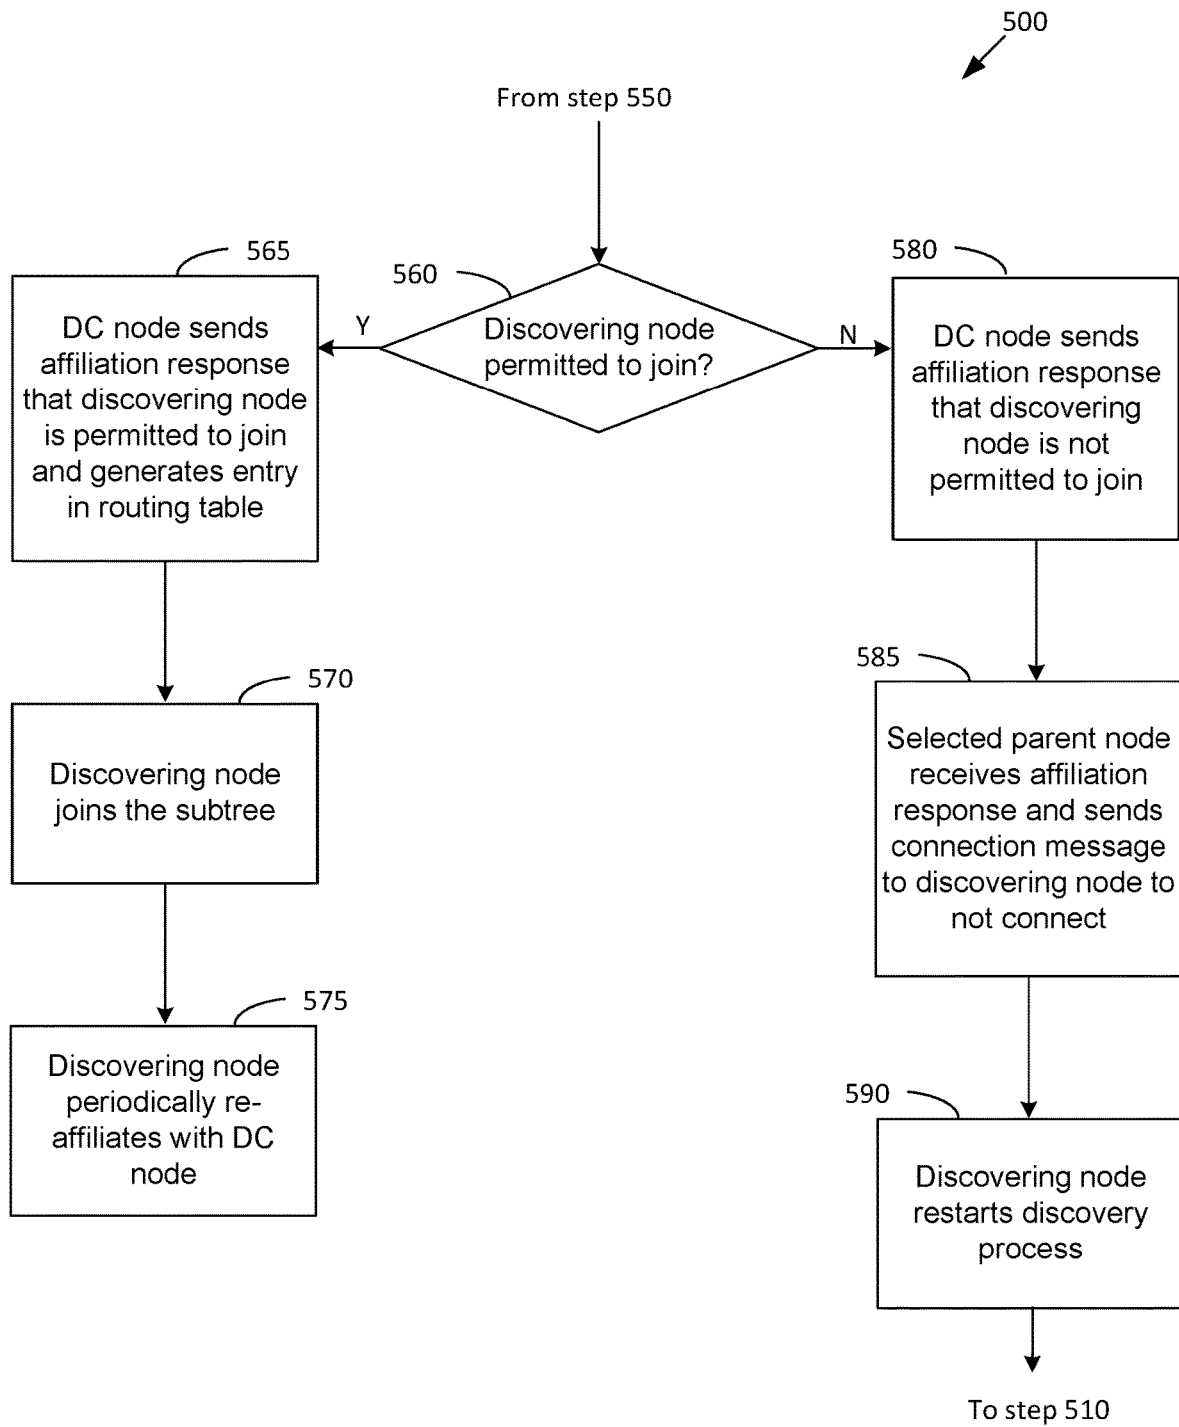 500
From step 550
565
560
580
DC node sends
affiliation response
that discovering node
is permitted to join
and generates entry
in routing table
Y
Discovering node
permitted to join?
N
DC node sends
affiliation response
that discovering
node is not
permitted to join
570
585
Discovering node
joins the subtree
Selected parent node
receives affiliation
response and sends
connection message
to discovering node to
not connect
575
590
Discovering node
periodically re-
affiliates with DC
node
Discovering node
restarts discovery
process
To step 510